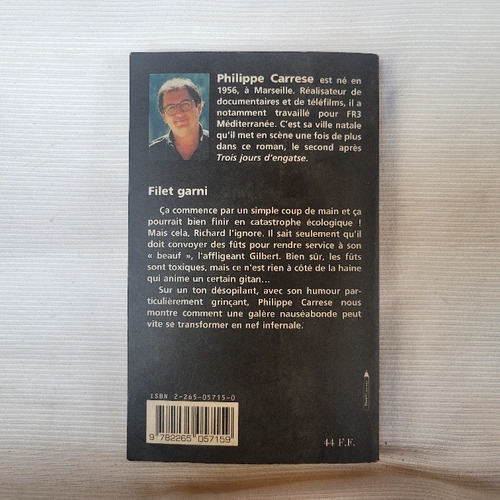 Philippe Carrese est né en
1956, à Marseille. Réalisateur de
documentaires et de téléfilms, il a
notamment travaillé pour FR3
Méditerranée. C'est sa ville natale
qu'il met en scène une fois de plus
dans ce roman, le second après
Trois jours d'engatse.
Filet garni
Ça commence par un simple coup de main et ça
pourrait bien finir en catastrophe écologique !
Mais cela, Richard l'ignore. Il sait seulement qu'il
doit convoyer des fûts pour rendre service à son
« beauf », l'affligeant Gilbert. Bien sûr, les fûts
sont toxiques, mais ce n'est rien à côté de la haine
qui anime un certain gitan...
Sur un ton désopilant, avec son humour par-
ticulièrement grinçant, Philippe Carrese nous
montre comment une galère nauséabonde peut
vite se transformer en nef infernale.
ISBN 2-265-05715-0
9 782265 057159
44 F.F.